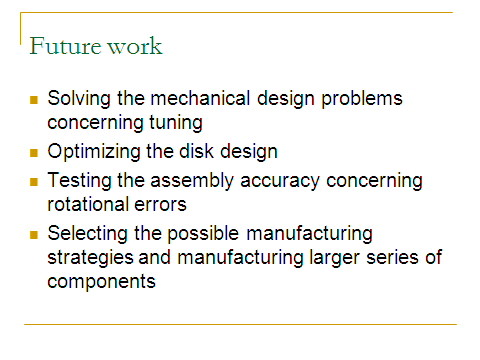 Future work
Solving the mechanical design problems
concerning tuning
Optimizing the disk design
Testing the assembly accuracy concerning
rotational errors
Selecting the possible manufacturing
strategies and manufacturing larger series of
components